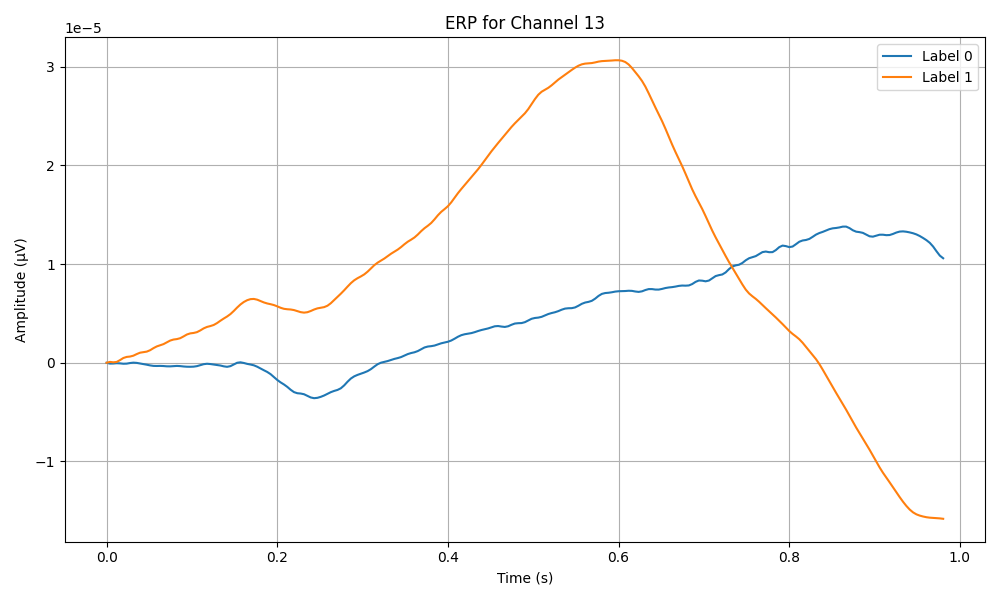 ERP for Channel 13
1e−5
Label 0
Label 1
Amplitude (μV)
3
2
1
0
−1
0.0 0.2 0.4 0.6 0.8 1.0
Time (s)